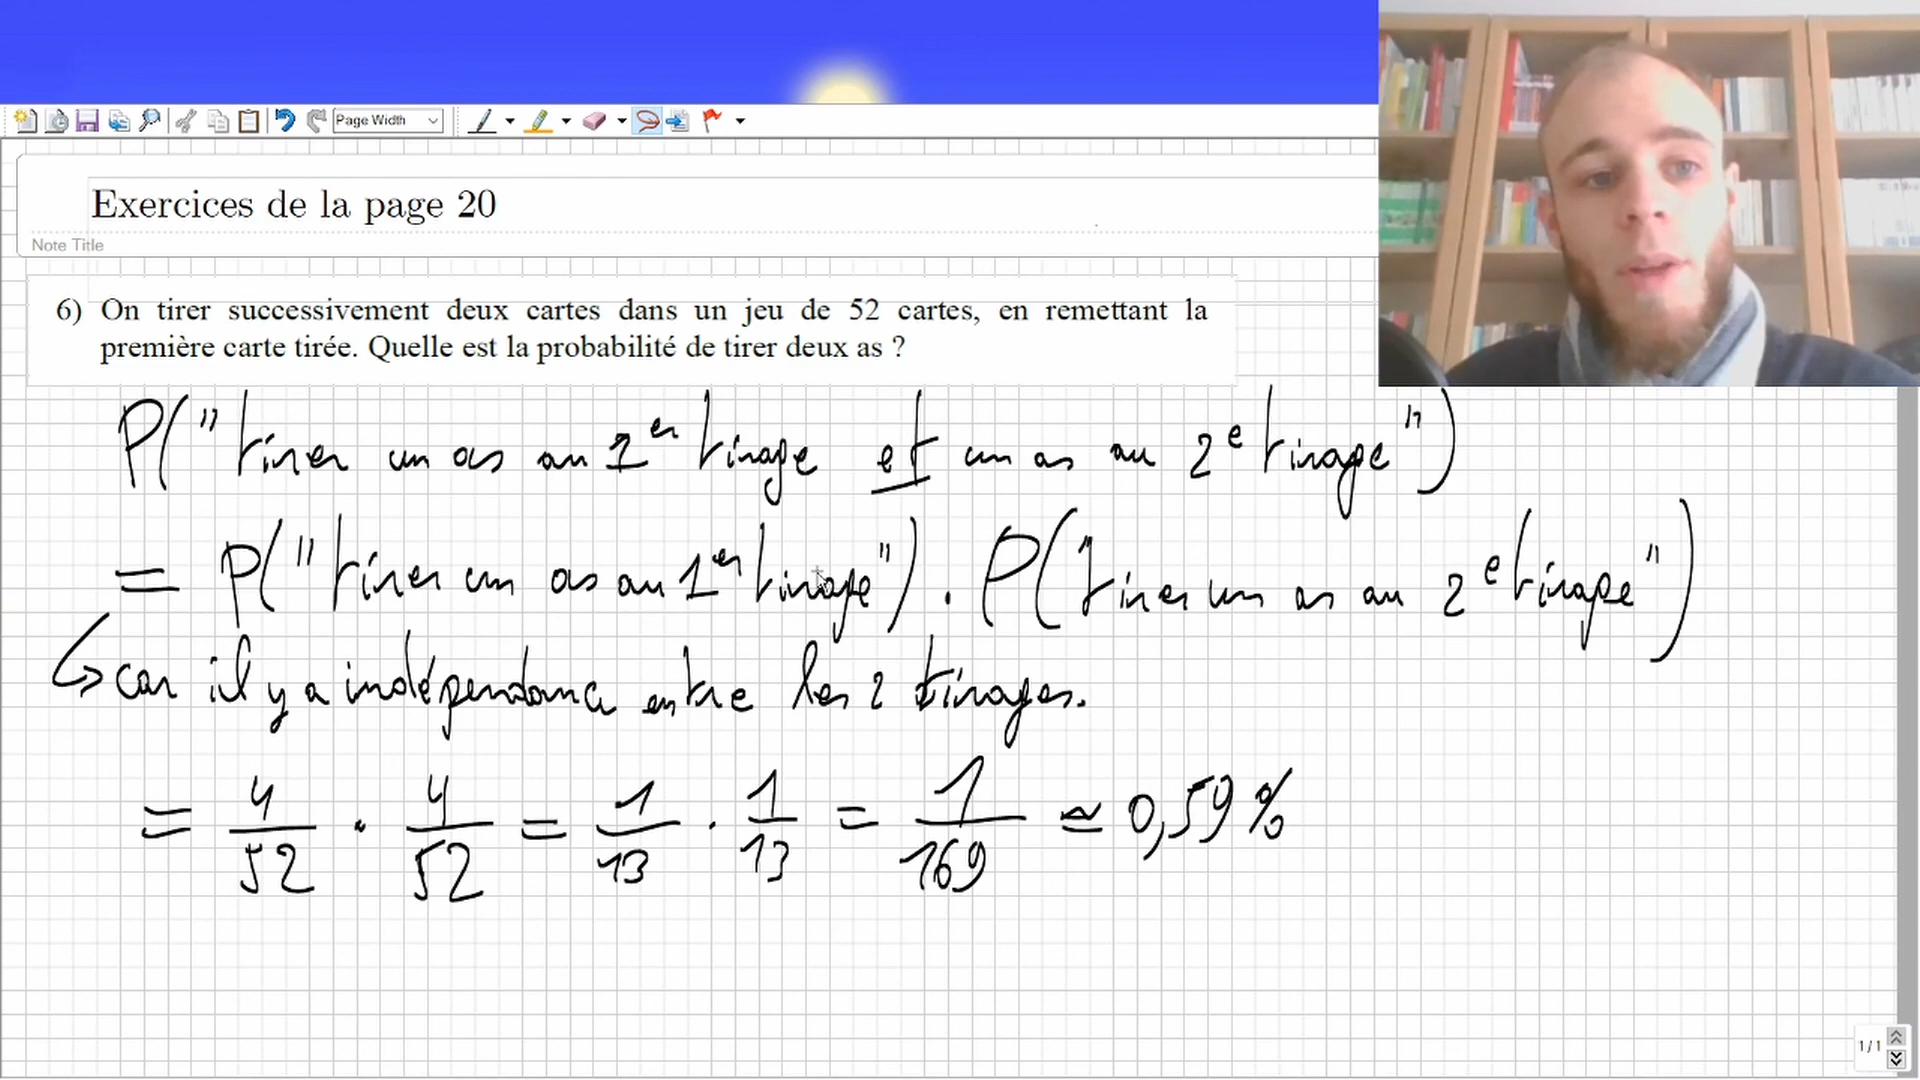 Page Width
Exercices de la page 20
Note Title
6) On tirer successivement deux cartes dans un jeu de 52 cartes, en remettant la
première carte tirée. Quelle est la probabilité de tirer deux as ?
P("tirer un as au 1er tirage et un as au 2e tirage")
= P("tirer un as au 1er tirage") . P(tirer un as au 2e tirage")
↳ car il y a indépendance entre les 2 tirages.
= 4/52 · 4/52 = 1/13 · 1/13 = 1/169 ≃ 0,59 %
1/1